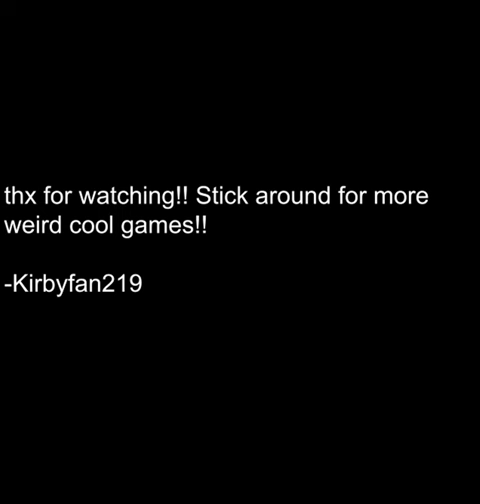 thx for watching!! Stick around for more
weird cool games!!
-Kirbyfan219